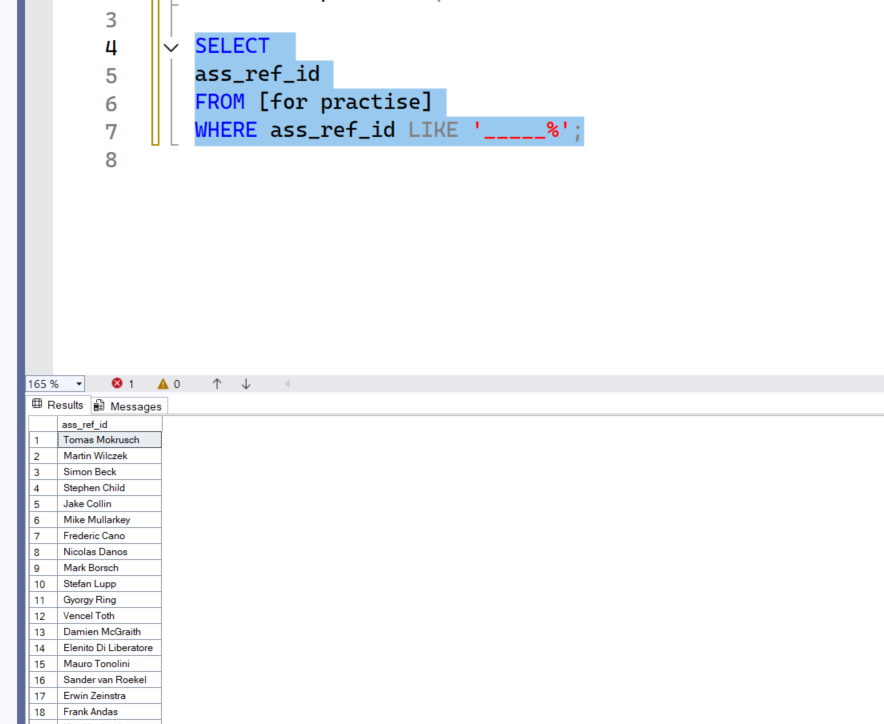 3
4 SELECT
5 ass_ref_id
6 FROM [for practise]
7 WHERE ass_ref_id LIKE '_____%';
8
165 % 1 0
Results Messages
ass_ref_id
1 Tomas Mokrusch
2 Martin Wilczek
3 Simon Beck
4 Stephen Child
5 Jake Collin
6 Mike Mullarkey
7 Frederic Cano
8 Nicolas Danos
9 Mark Borsch
10 Stefan Lupp
11 Gyorgy Ring
12 Vencel Toth
13 Damien McGraith
14 Elenito Di Liberatore
15 Mauro Tonolini
16 Sander van Roekel
17 Erwin Zeinstra
18 Frank Andas